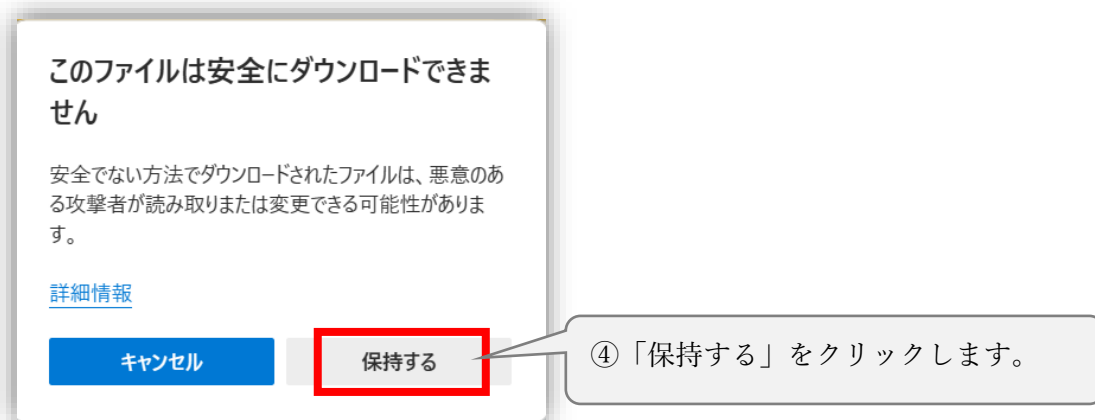 このファイルは安全にダウンロードできま
せん
安全でない方法でダウンロードされたファイルは、悪意のあ
る攻撃者が読み取りまたは変更できる可能性がありま
す。
詳細情報
キャンセル
保持する
④「保持する」をクリックします。